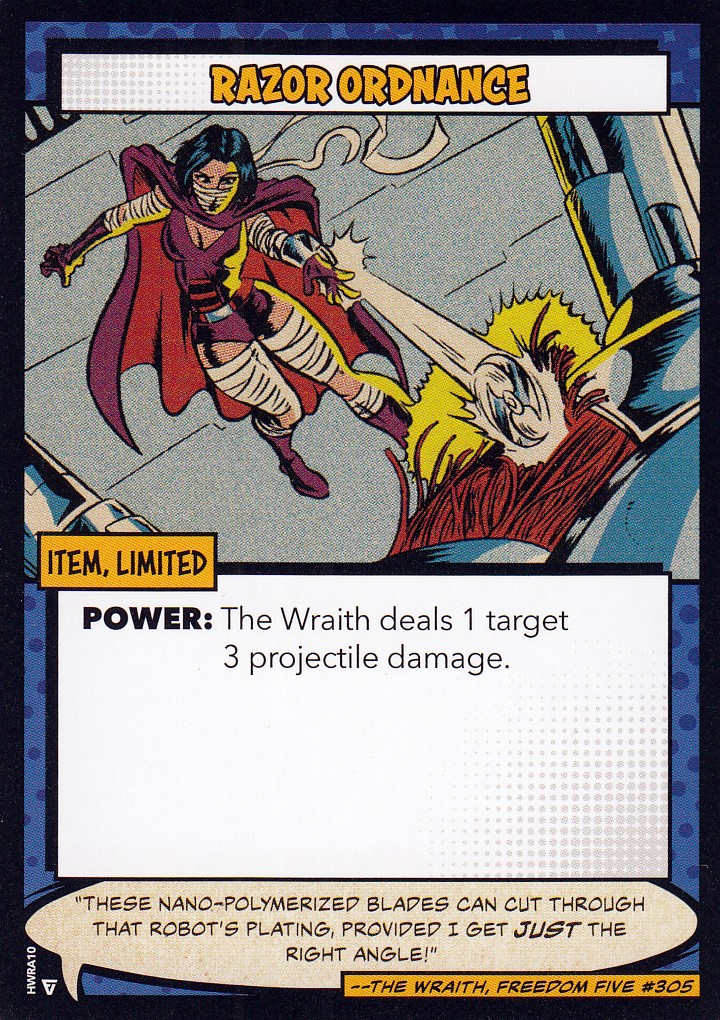 RAZOR ORDNANCE
ITEM, LIMITED
POWER: The Wraith deals 1 target
3 projectile damage.
"THESE NANO-POLYMERIZED BLADES CAN CUT THROUGH
THAT ROBOT'S PLATING, PROVIDED I GET JUST THE
RIGHT ANGLE!"
--THE WRAITH, FREEDOM FIVE #305
HWRA10